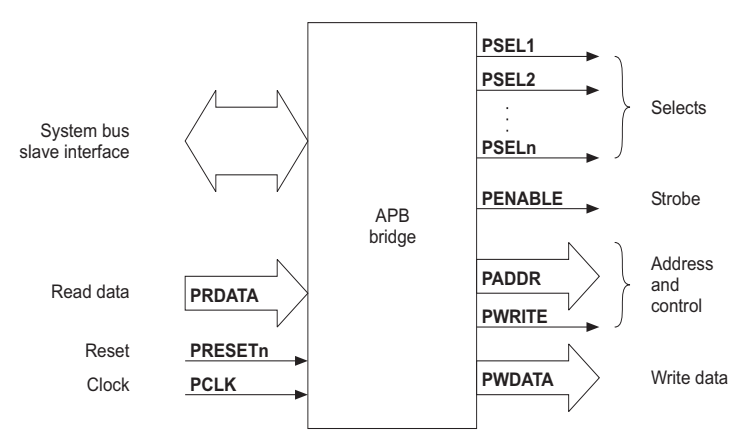 System bus
slave interface
Read data
PRDATA
Reset
PRESETn
Clock
PCLK
APB
bridge
PSEL1
PSEL2
PSELn
Selects
PENABLE
Strobe
PADDR
PWRITE
Address
and
control
PWDATA
Write data